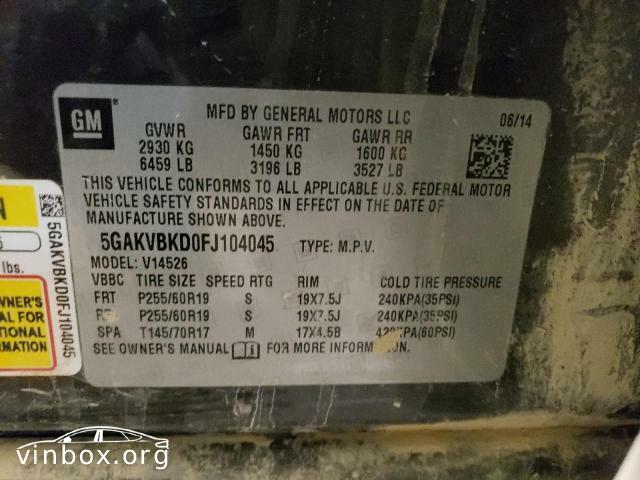 GM
MFD BY GENERAL MOTORS LLC
06/14
GVWR GAWR FRT GAWR RR
2930 KG 1450 KG 1600 KG
6459 LB 3196 LB 3527 LB
THIS VEHICLE CONFORMS TO ALL APPLICABLE U.S. FEDERAL MOTOR
VEHICLE SAFETY STANDARDS IN EFFECT ON THE DATE OF
MANUFACTURE SHOWN ABOVE.
5GAKVBKD0FJ104045 TYPE: M.P.V.
MODEL: V14526
VBBC TIRE SIZE SPEED RTG RIM COLD TIRE PRESSURE
FRT P255/60R19 S 19X7.5J 240KPA(35PSI)
P255/60R19 S 19X7.5J 240KPA(35PSI)
SPA T145/70R17 M 17X4.5B (60PSI)
SEE OWNER'S MANUAL i FOR MORE INFORMATION.
lbs.
OWNER'S
5GAKVBKD0FJ104045
vinbox.org